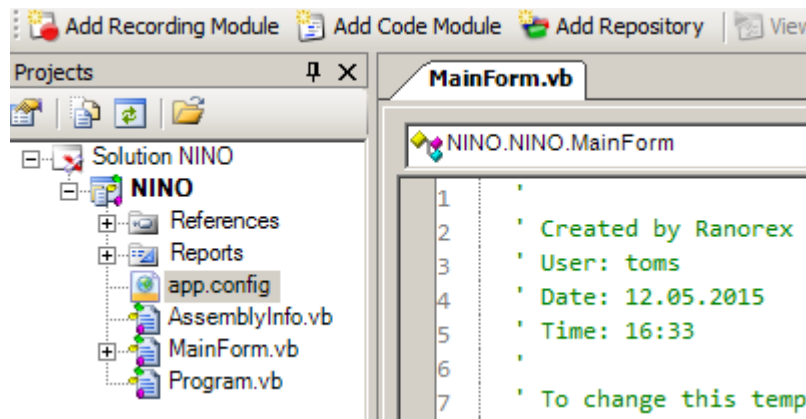 Add Recording Module Add Code Module Add Repository View
Projects
MainForm.vb
NINO.NINO.MainForm
Solution NINO
NINO
References
Reports
app.config
AssemblyInfo.vb
MainForm.vb
Program.vb
1 '
2 ' Created by Ranorex
3 ' User: toms
4 ' Date: 12.05.2015
5 ' Time: 16:33
6 '
7 ' To change this temp